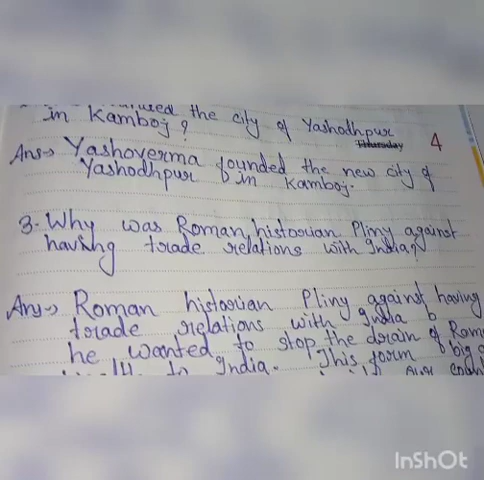 the city of Yashodhpur
in Kamboj?
Thursday 4
Ans→ Yashoverma founded the new city of
Yashodhpur in Kamboj.
3. Why was Roman historian Pliny against
having trade relations with India?
Ans→ Roman historian Pliny against having
trade relations with India b
he wanted to stop the drain of Rom
to India. This form big
InShOt